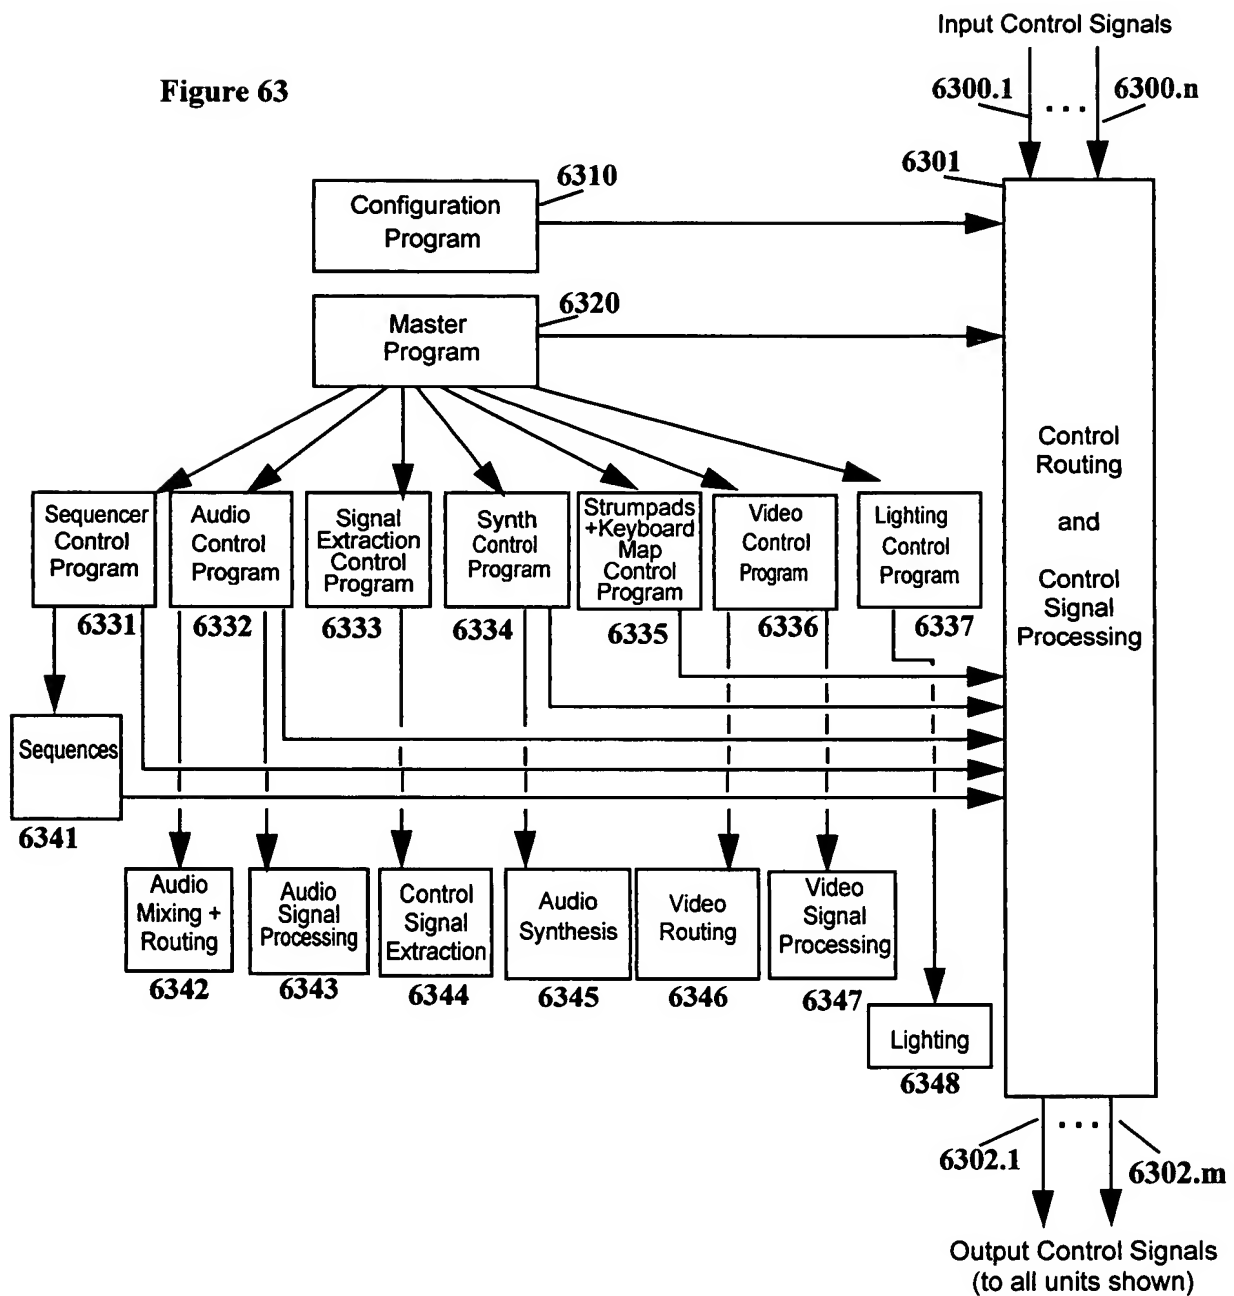 Input Control Signals
Figure 63
6300.1
...
6300.n
6301
6310
Configuration
Program
6320
Master
Program
Control
Routing
and
Control
Signal
Processing
Sequencer
Control
Program
Audio
Control
Program
Signal
Extraction
Control
Program
Synth
Control
Program
Strumpads
+Keyboard
Map
Control
Program
Video
Control
Program
Lighting
Control
Program
6331
6332
6333
6334
6335
6336
6337
Sequences
6341
Audio
Mixing +
Routing
Audio
Signal
Processing
Control
Signal
Extraction
Audio
Synthesis
Video
Routing
Video
Signal
Processing
6342
6343
6344
6345
6346
6347
Lighting
6348
6302.1
....
6302.m
Output Control Signals
(to all units shown)